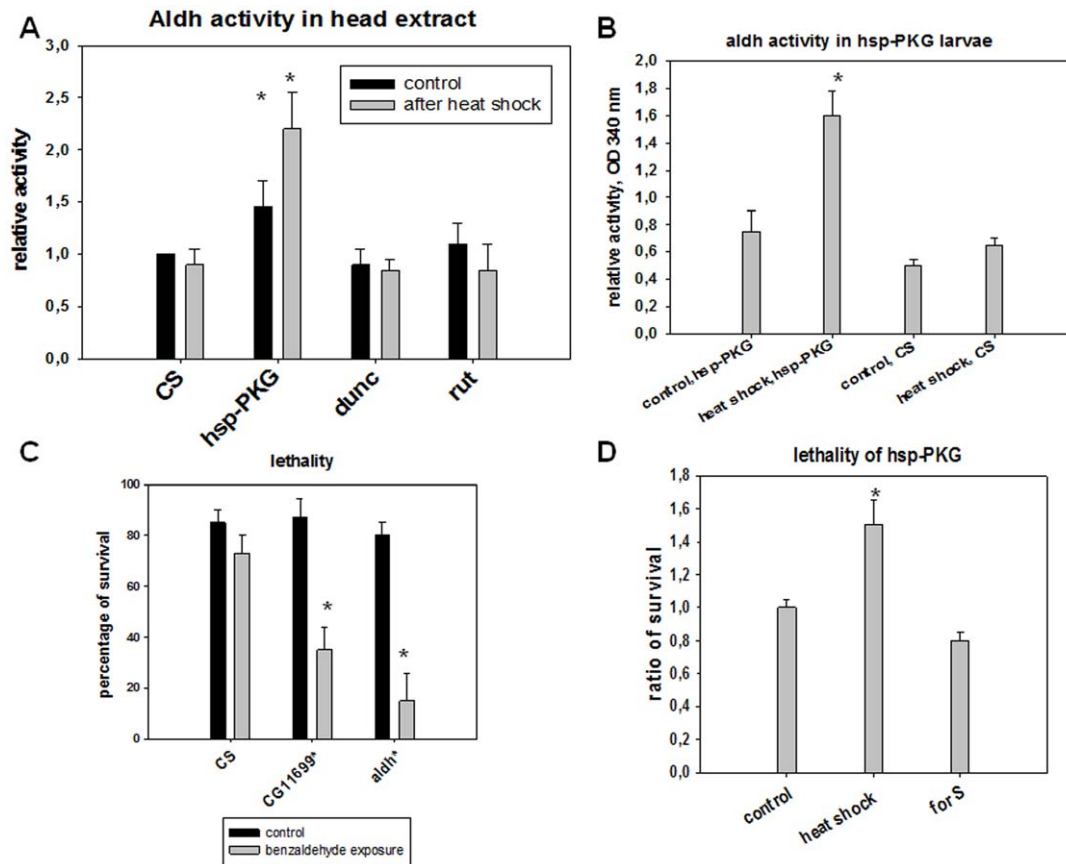 A
Aldh activity in head extract
3,0
2,5
2,0
1,5
1,0
0,5
0,0
relative activity
control
after heat shock
*
*
CS
hsp-PKG
dunc
rut
B
aldh activity in hsp-PKG larvae
2,0
1,8
1,6
1,4
1,2
1,0
0,8
0,6
0,4
0,2
0,0
relative activity, OD 340 nm
*
control, hsp-PKG
heat shock, hsp-PKG
control, CS
heat shock, CS
C
lethality
100
80
60
40
20
0
percentage of survival
*
*
CS
CG11699*
aldh*
control
benzaldehyde exposure
D
lethality of hsp-PKG
1,8
1,6
1,4
1,2
1,0
0,8
0,6
0,4
0,2
0,0
ratio of survival
*
control
heat shock
for S